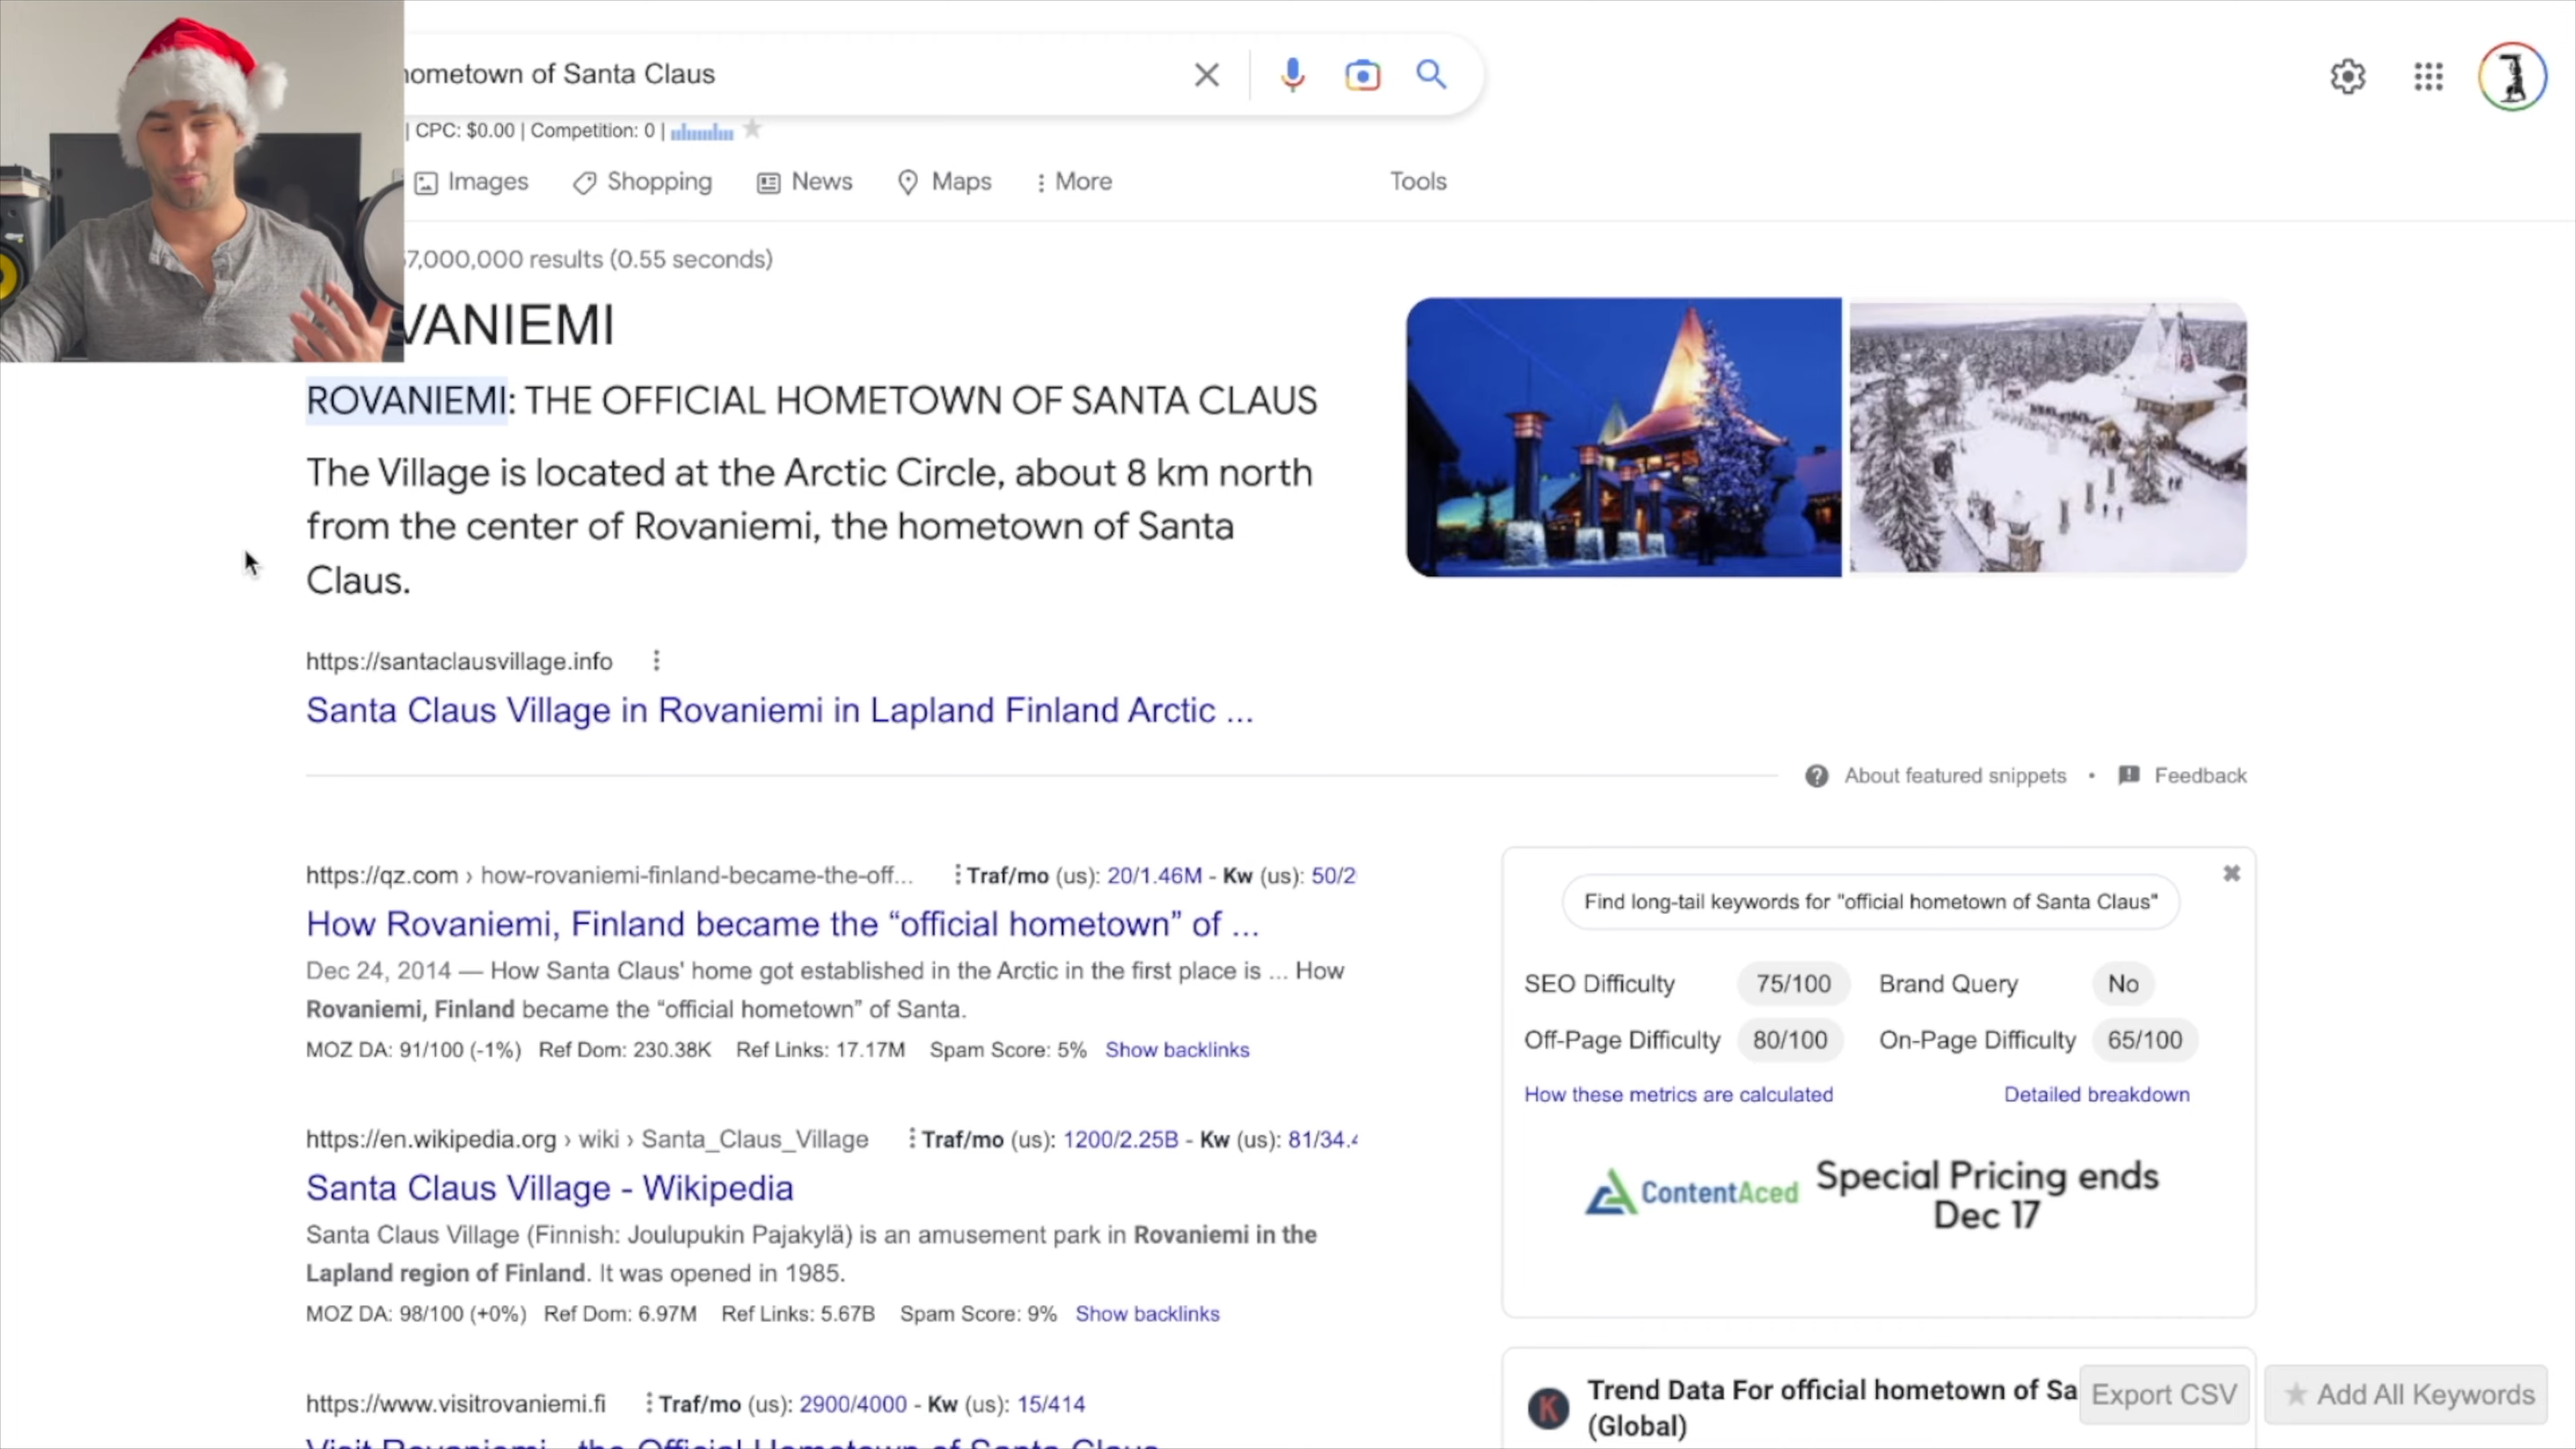 hometown of Santa Claus
| CPC: $0.00 | Competition: 0 |
Images Shopping News Maps More Tools
7,000,000 results (0.55 seconds)
VANIEMI
ROVANIEMI: THE OFFICIAL HOMETOWN OF SANTA CLAUS
The Village is located at the Arctic Circle, about 8 km north
from the center of Rovaniemi, the hometown of Santa
Claus.
https://santaclausvillage.info
Santa Claus Village in Rovaniemi in Lapland Finland Arctic ...
About featured snippets • Feedback
https://qz.com › how-rovaniemi-finland-became-the-off... Traf/mo (us): 20/1.46M - Kw (us): 50/2
How Rovaniemi, Finland became the “official hometown” of ...
Dec 24, 2014 — How Santa Claus' home got established in the Arctic in the first place is ... How
Rovaniemi, Finland became the “official hometown” of Santa.
MOZ DA: 91/100 (-1%) Ref Dom: 230.38K Ref Links: 17.17M Spam Score: 5% Show backlinks
https://en.wikipedia.org › wiki › Santa_Claus_Village Traf/mo (us): 1200/2.25B - Kw (us): 81/34.4
Santa Claus Village - Wikipedia
Santa Claus Village (Finnish: Joulupukin Pajakylä) is an amusement park in Rovaniemi in the
Lapland region of Finland. It was opened in 1985.
MOZ DA: 98/100 (+0%) Ref Dom: 6.97M Ref Links: 5.67B Spam Score: 9% Show backlinks
https://www.visitrovaniemi.fi Traf/mo (us): 2900/4000 - Kw (us): 15/414
Visit Rovaniemi - the Official Hometown of Santa Claus
Find long-tail keywords for "official hometown of Santa Claus"
SEO Difficulty 75/100 Brand Query No
Off-Page Difficulty 80/100 On-Page Difficulty 65/100
How these metrics are calculated Detailed breakdown
ContentAced Special Pricing ends
Dec 17
K Trend Data For official hometown of Sa
(Global)
Export CSV Add All Keywords